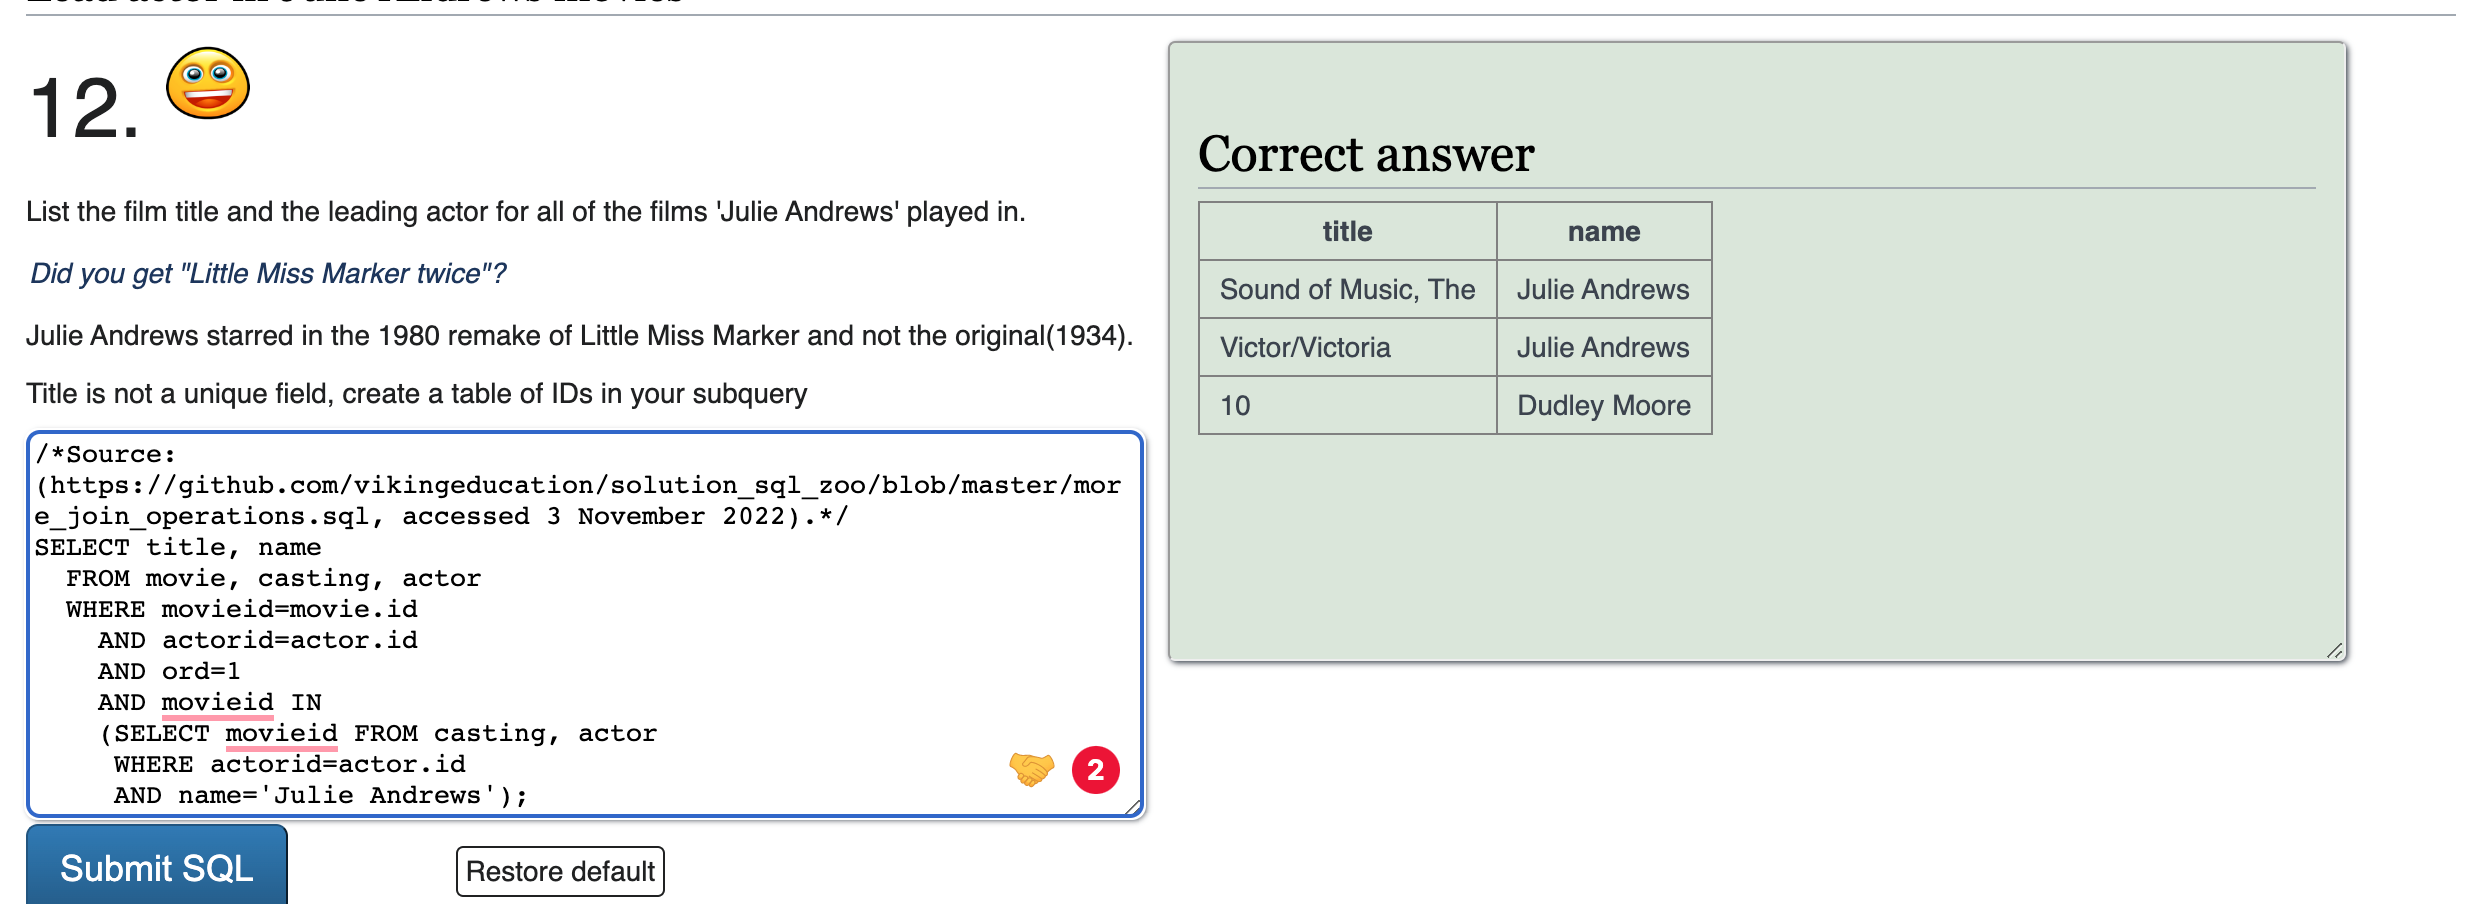 12.
List the film title and the leading actor for all of the films 'Julie Andrews' played in.
Did you get "Little Miss Marker twice"?
Julie Andrews starred in the 1980 remake of Little Miss Marker and not the original(1934).
Title is not a unique field, create a table of IDs in your subquery
/*Source:
(https://github.com/vikingeducation/solution_sql_zoo/blob/master/mor
e_join_operations.sql, accessed 3 November 2022).*/
SELECT title, name
FROM movie, casting, actor
WHERE movieid=movie.id
AND actorid=actor.id
AND ord=1
AND movieid IN
(SELECT movieid FROM casting, actor
WHERE actorid=actor.id
AND name='Julie Andrews');
2
Submit SQL
Restore default
Correct answer
title name
Sound of Music, The Julie Andrews
Victor/Victoria Julie Andrews
10 Dudley Moore